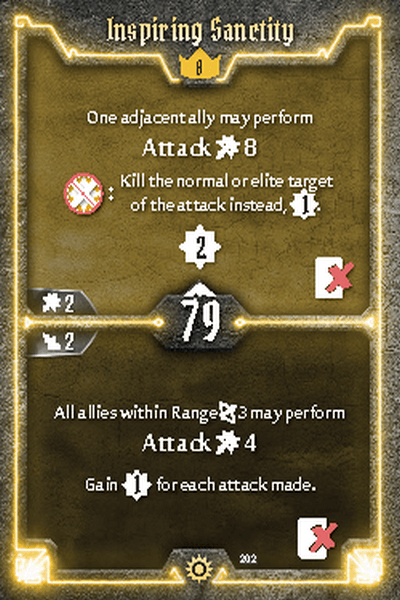 Inspiring Sanctity
8
One adjacent ally may perform
Attack 8
: Kill the normal or elite target
of the attack instead, 1.
2
2
79
2
All allies within Range 3 may perform
Attack 4
Gain 1 for each attack made.
202